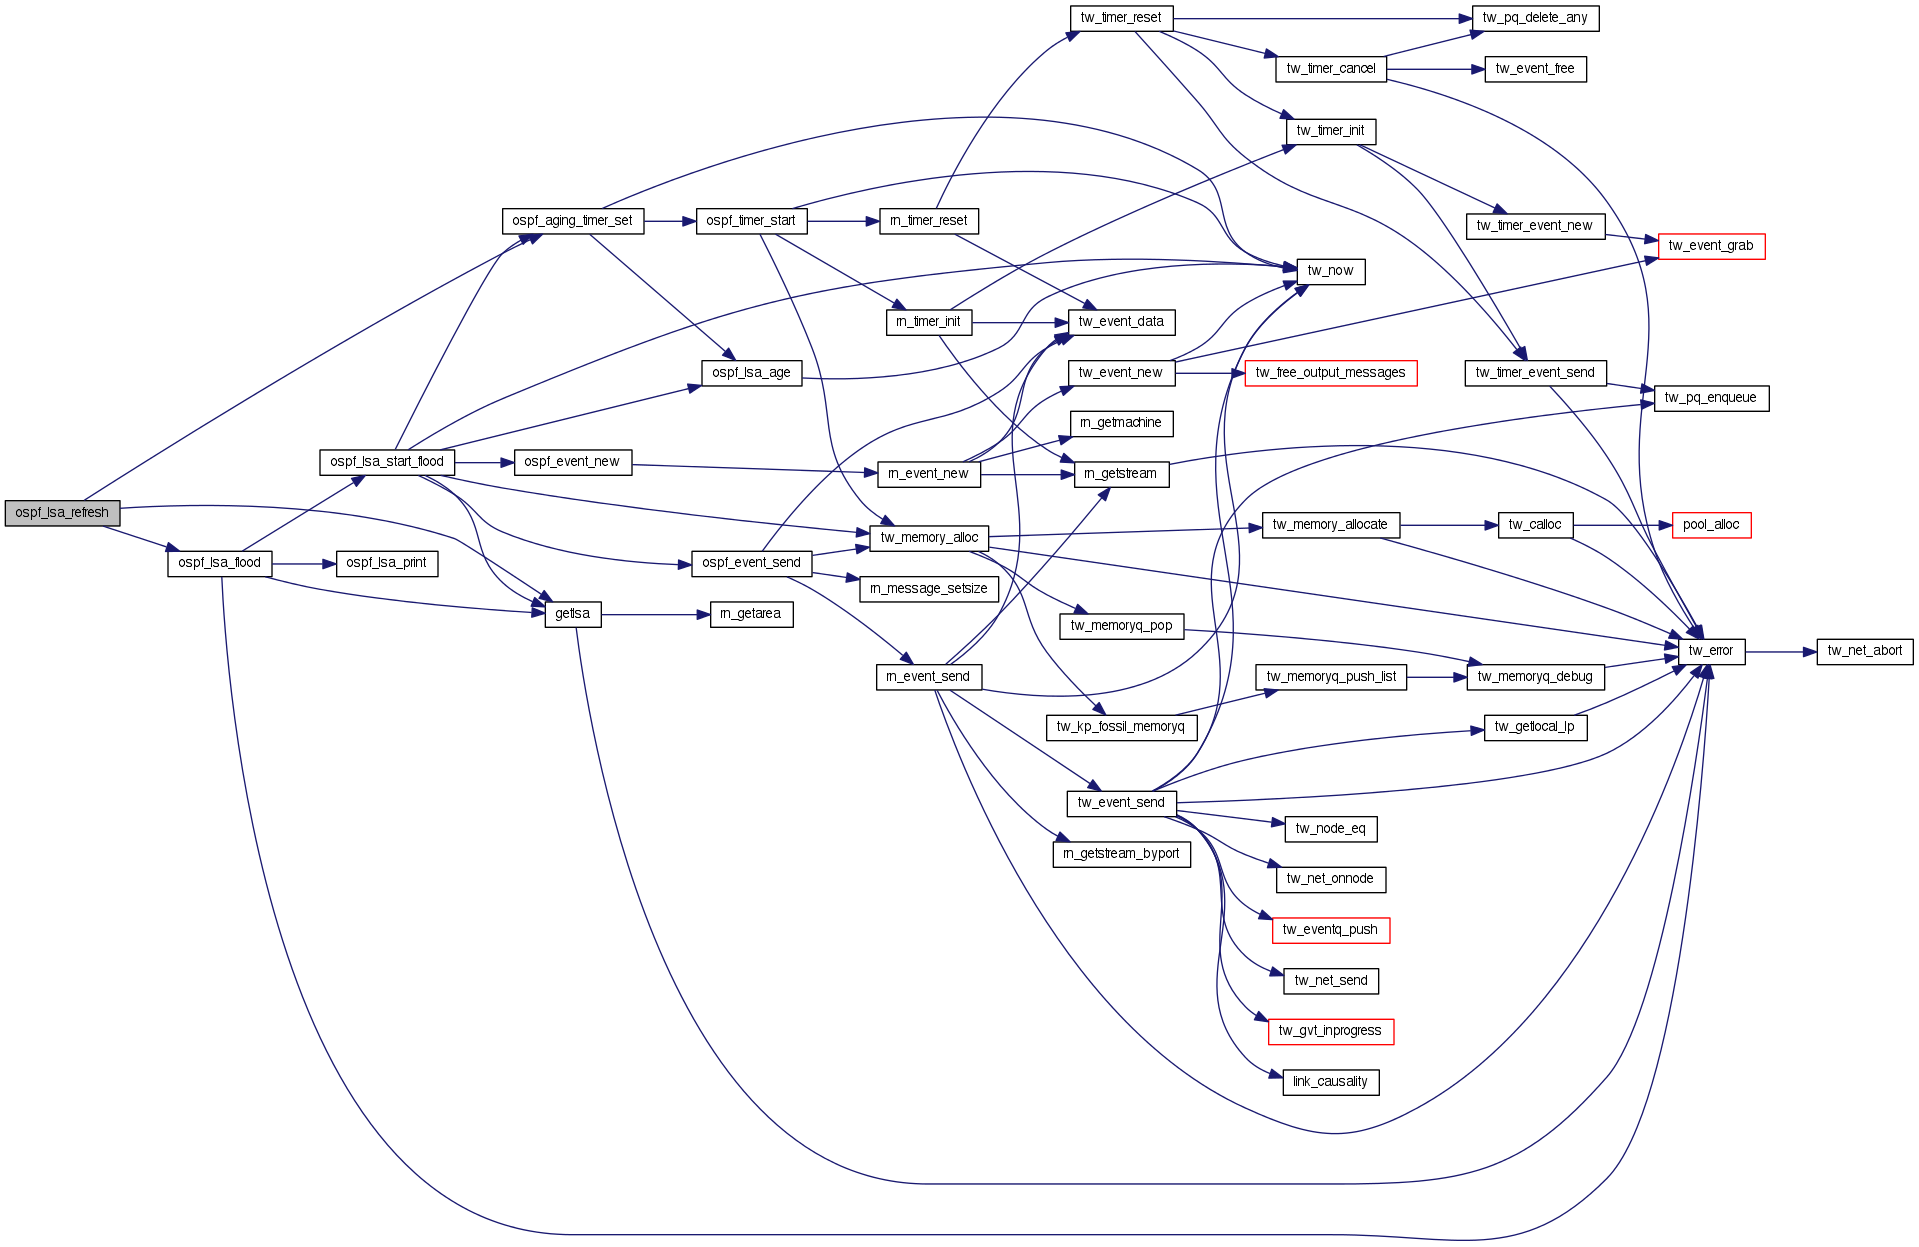 tw_timer_reset
tw_pq_delete_any
tw_timer_cancel
tw_event_free
tw_timer_init
ospf_aging_timer_set
ospf_timer_start
rn_timer_reset
tw_timer_event_new
tw_event_grab
tw_now
rn_timer_init
tw_event_data
ospf_lsa_age
tw_event_new
tw_free_output_messages
tw_timer_event_send
tw_pq_enqueue
rn_getmachine
ospf_lsa_start_flood
ospf_event_new
rn_event_new
rn_getstream
ospf_lsa_refresh
tw_memory_allocate
tw_calloc
pool_alloc
tw_memory_alloc
ospf_lsa_flood
ospf_lsa_print
ospf_event_send
rn_message_setsize
getlsa
rn_getarea
tw_memoryq_pop
tw_error
tw_net_abort
rn_event_send
tw_memoryq_push_list
tw_memoryq_debug
tw_kp_fossil_memoryq
tw_getlocal_lp
tw_event_send
tw_node_eq
rn_getstream_byport
tw_net_onnode
tw_eventq_push
tw_net_send
tw_gvt_inprogress
link_causality